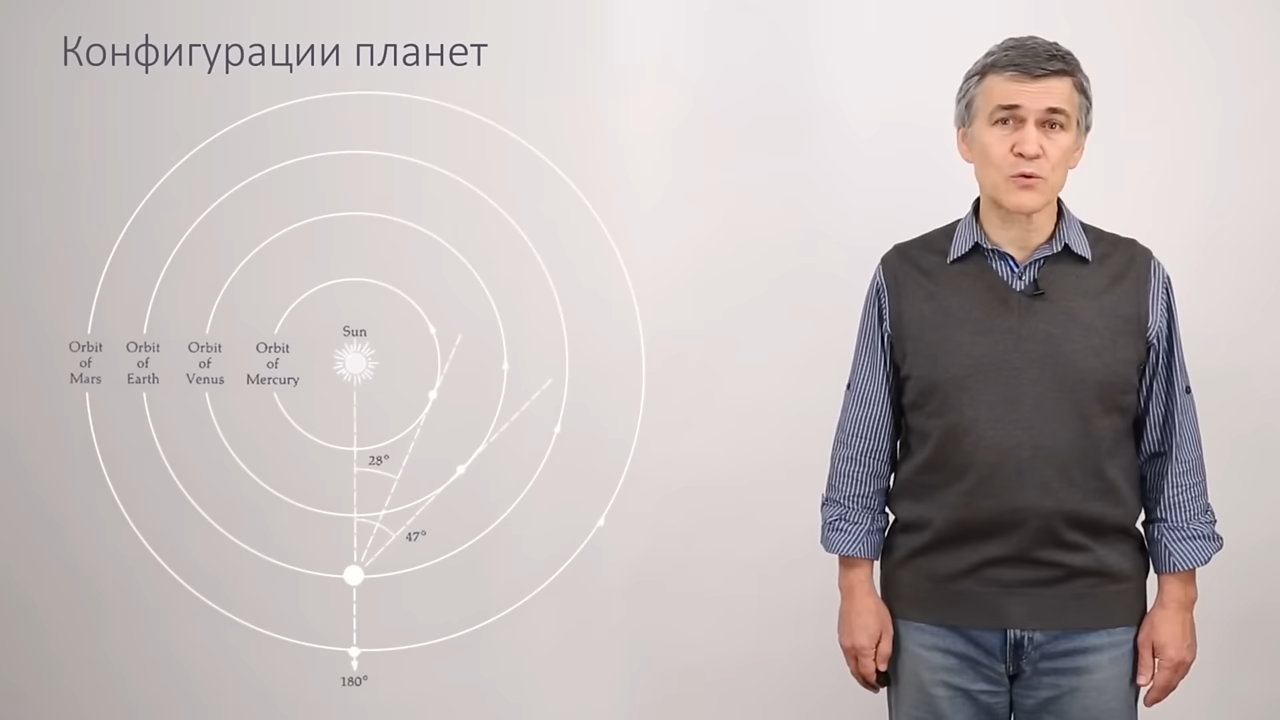 Конфигурации планет
Sun
Orbit
of
Mars
Orbit
of
Earth
Orbit
of
Venus
Orbit
of
Mercury
28°
47°
180°